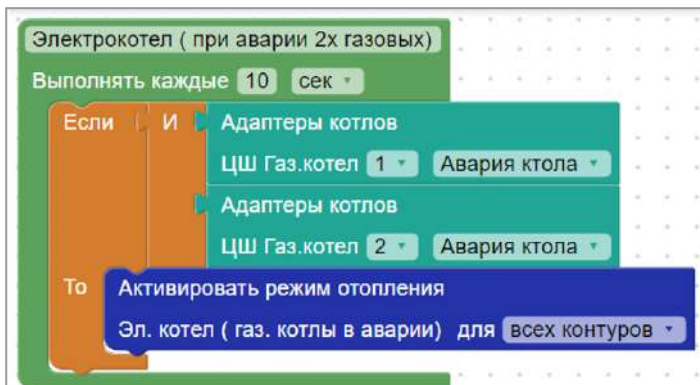 Электрокотел ( при аварии 2х газовых)
Выполнять каждые 10 сек
Если И Адаптеры котлов
ЦШ Газ.котел 1 Авария ктола
Адаптеры котлов
ЦШ Газ.котел 2 Авария ктола
То Активировать режим отопления
Эл. котел ( газ. котлы в аварии) для всех контуров